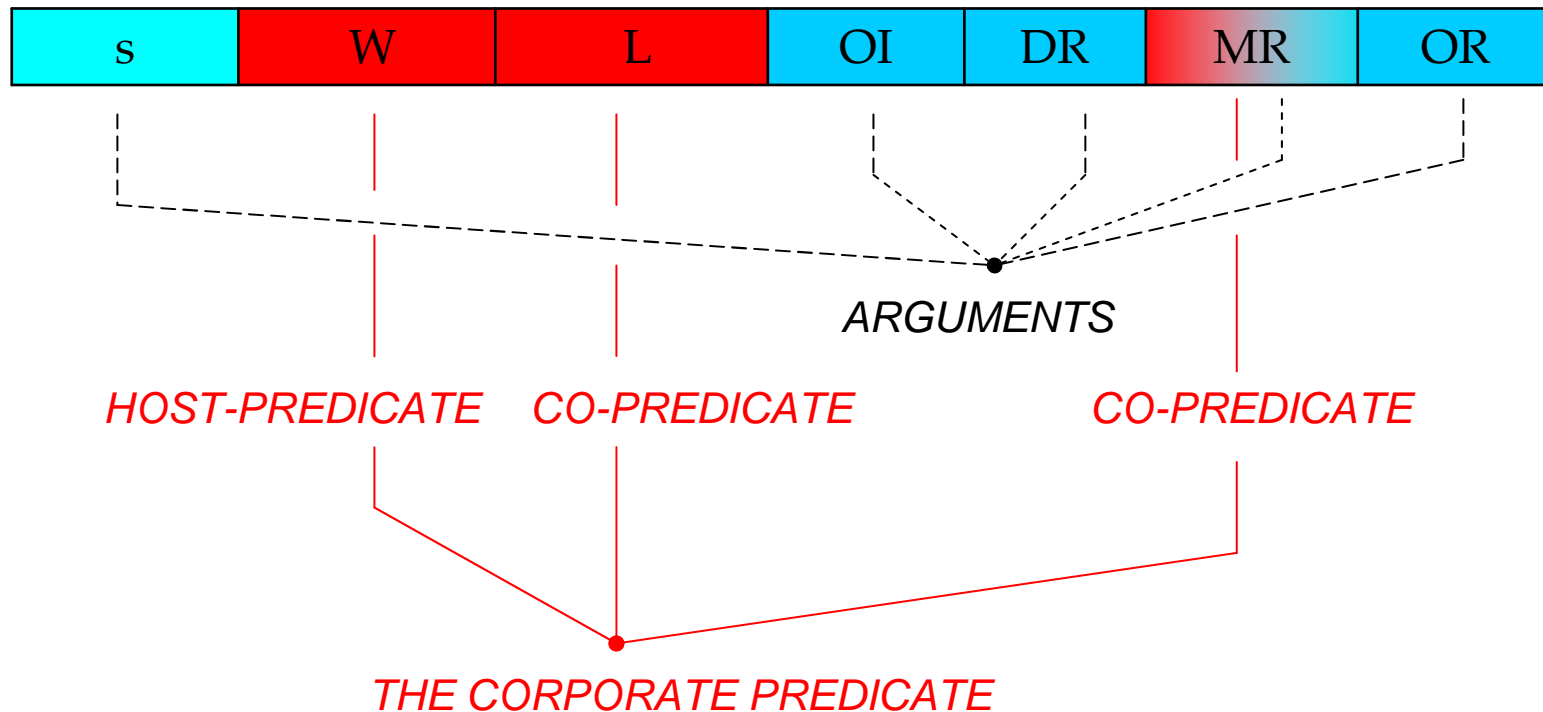 s W L OI DR MR OR
ARGUMENTS
HOST-PREDICATE CO-PREDICATE CO-PREDICATE
THE CORPORATE PREDICATE